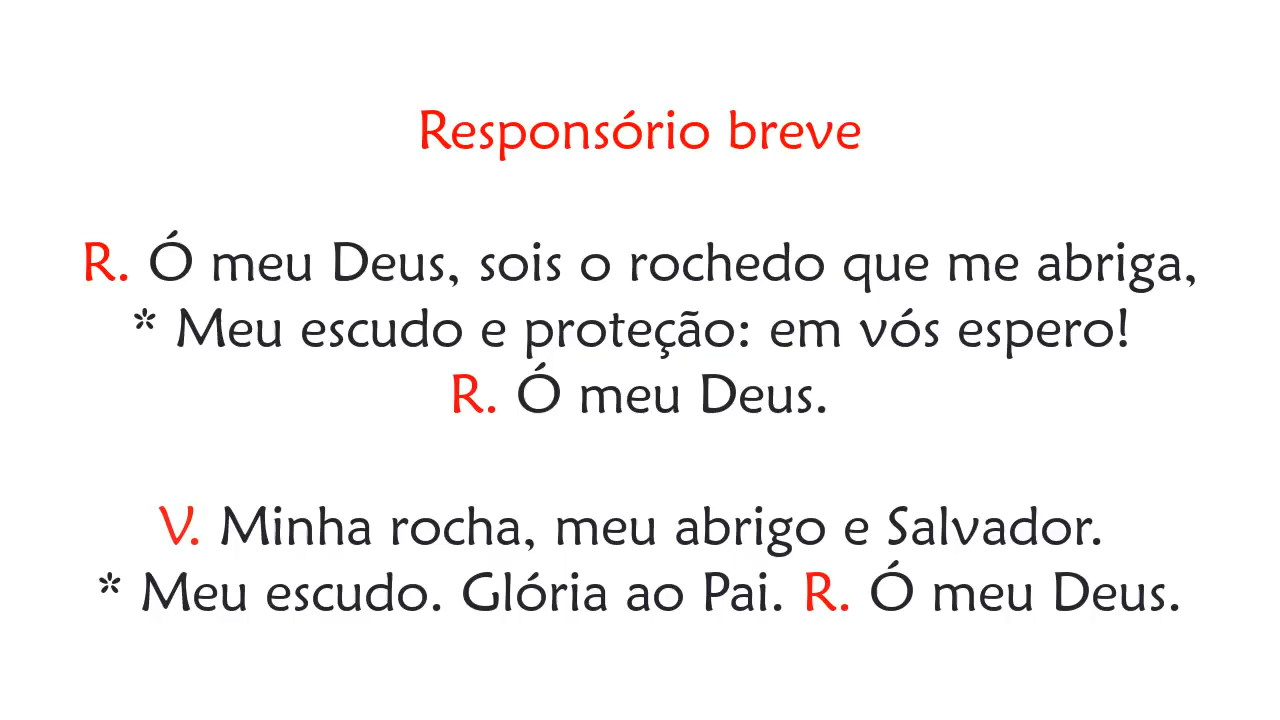 Responsório breve
R. Ó meu Deus, sois o rochedo que me abriga,
* Meu escudo e proteção: em vós espero!
R. Ó meu Deus.
V. Minha rocha, meu abrigo e Salvador.
* Meu escudo. Glória ao Pai. R. Ó meu Deus.